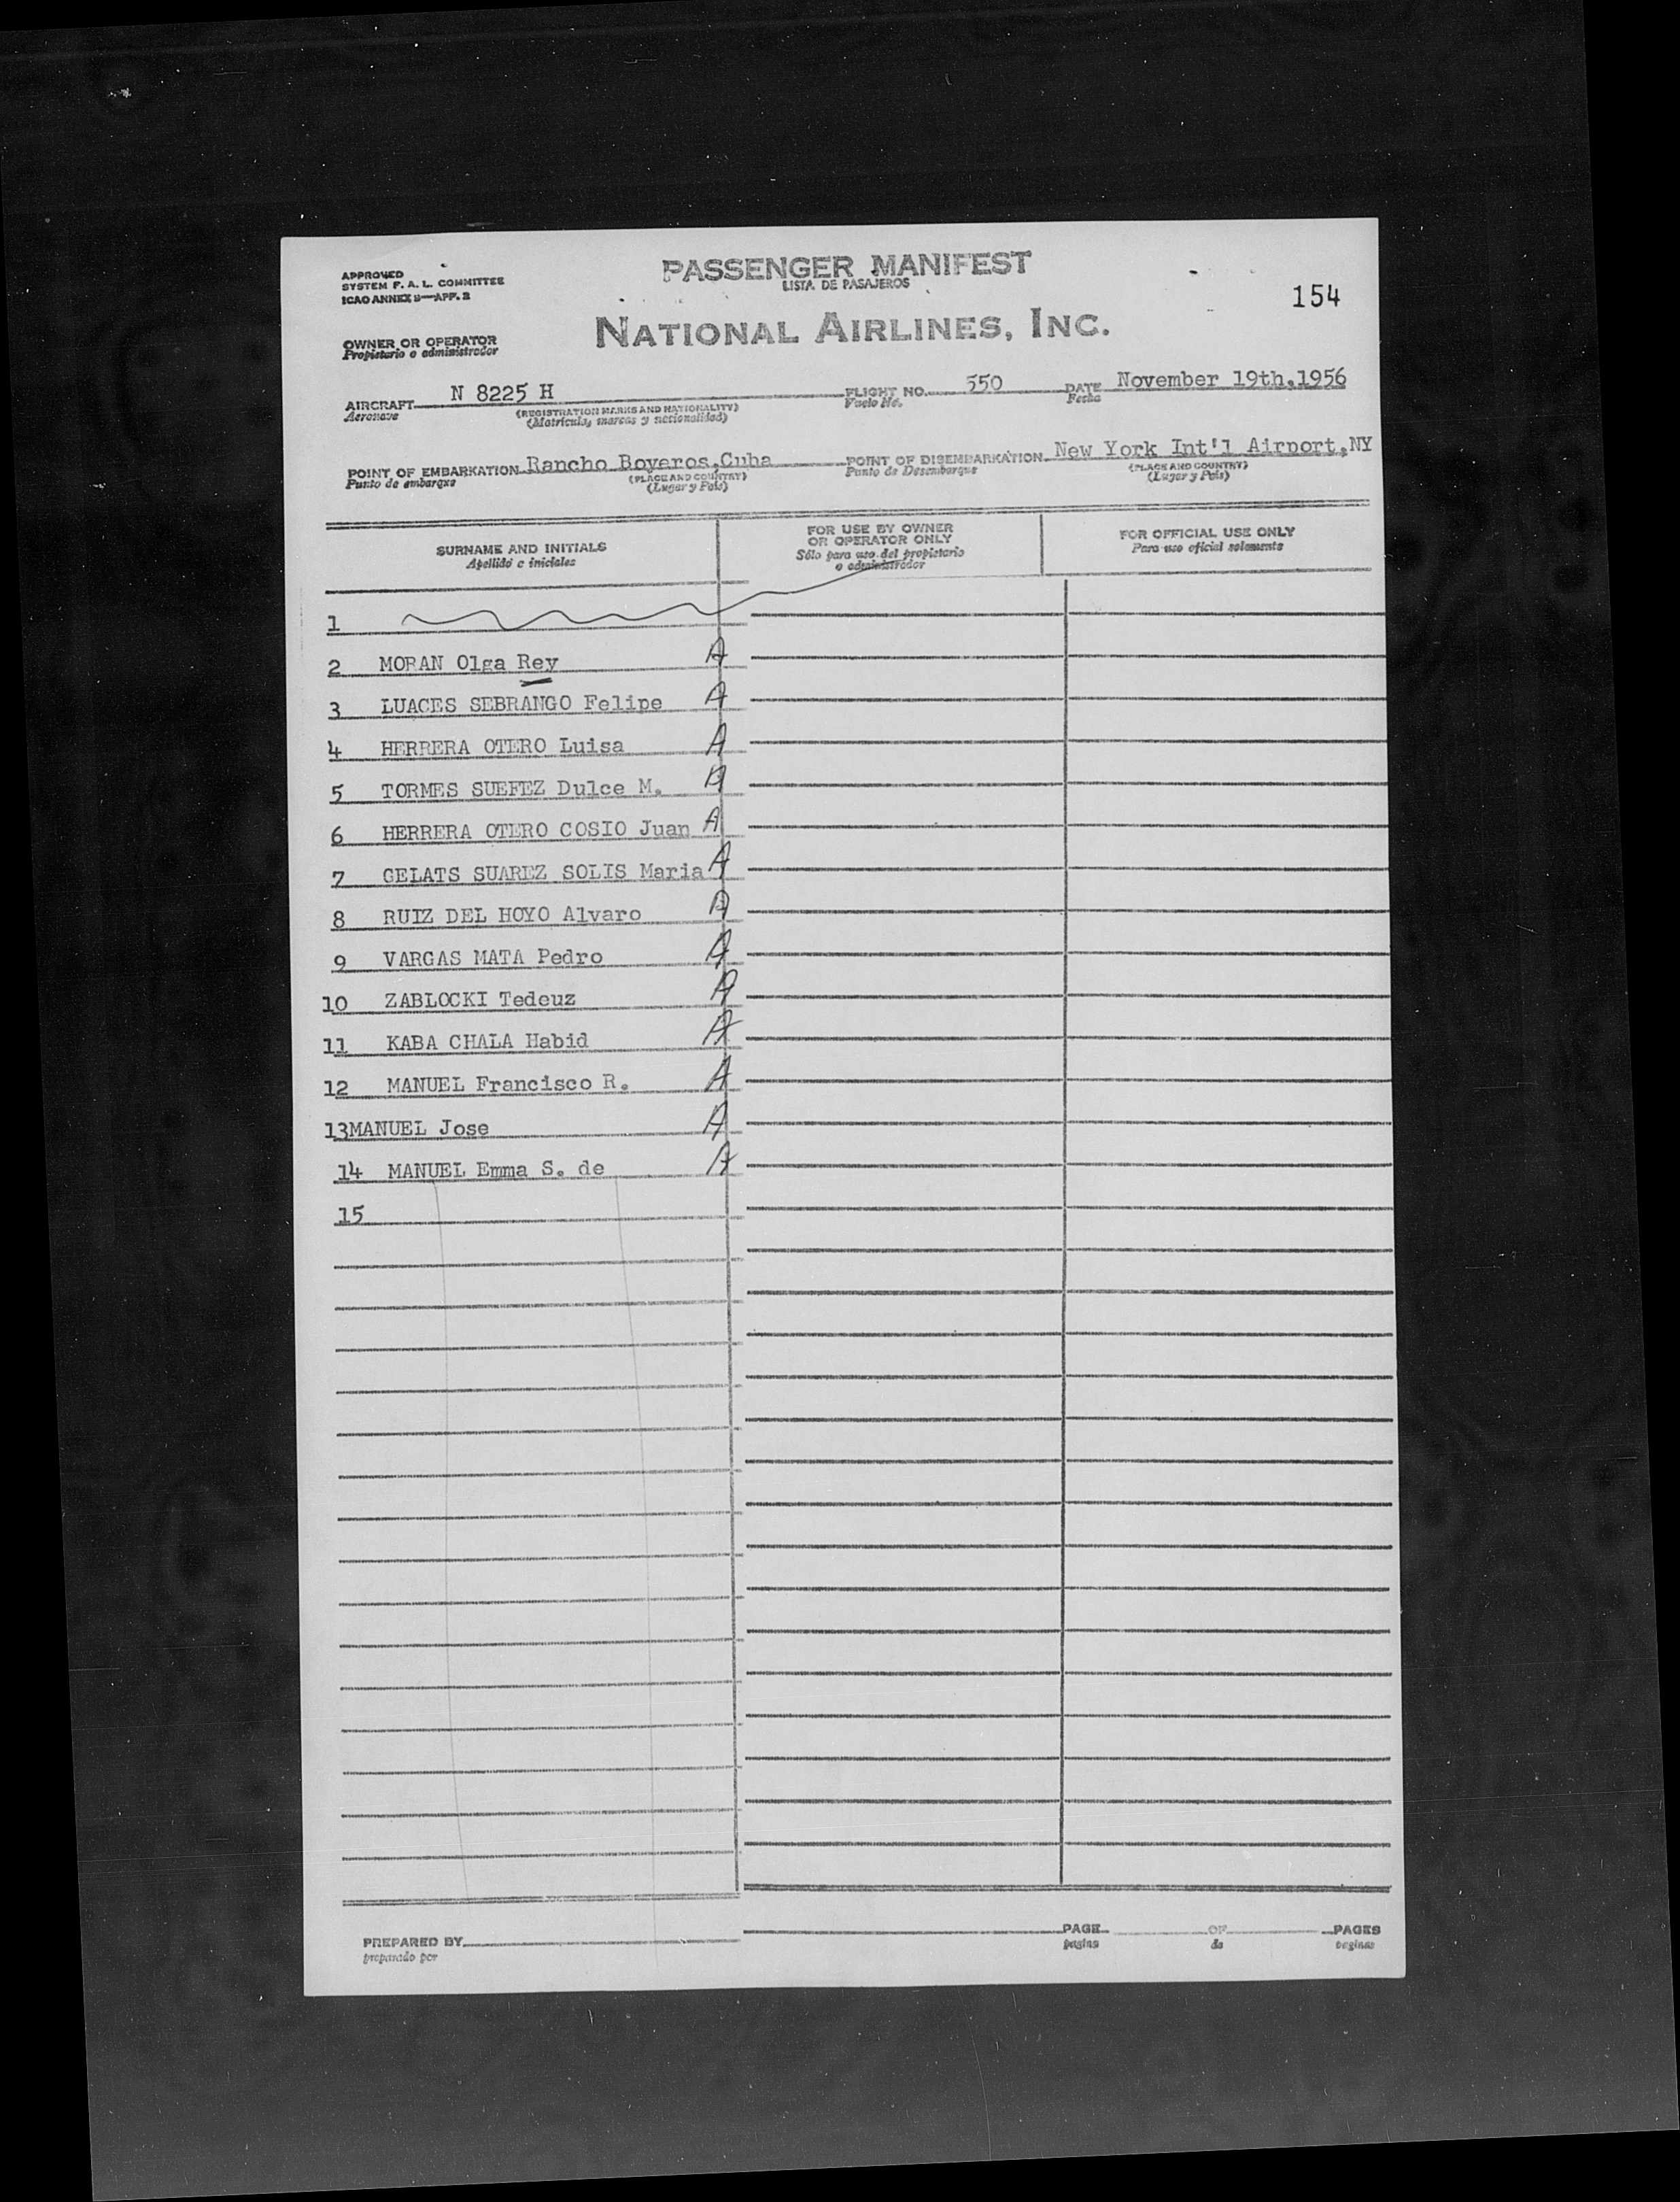 APPROVED
SYSTEM F. A. L. COMMITTEE
ICAO ANNEX 9—APP. 2
PASSENGER MANIFEST
LISTA DE PASAJEROS
154
NATIONAL AIRLINES, INC.
OWNER OR OPERATOR
Propietario o administrador
AIRCRAFT N 8225 H FLIGHT NO. 550 DATE November 19th,1956
Aeronave (REGISTRATION MARKS AND NATIONALITY) Vuelo No. Fecha
(Matricula, marcas y nacionalidad)
POINT OF EMBARKATION Rancho Boyeros,Cuba POINT OF DISEMBARKATION New York Int'l Airport,NY
Punto de embarque (PLACE AND COUNTRY) Punto de Desembarque (PLACE AND COUNTRY)
(Lugar y Pais) (Lugar y Pais)
SURNAME AND INITIALS
Apellido e iniciales
FOR USE BY OWNER
OR OPERATOR ONLY
Sólo para uso del propietario
o administrador
FOR OFFICIAL USE ONLY
Para uso oficial solamente
1
2 MORAN Olga Rey A
3 LUACES SEBRANGO Felipe A
4 HERRERA OTERO Luisa A
5 TORMES SUEFEZ Dulce M. A
6 HERRERA OTERO COSIO Juan A
7 GELATS SUAREZ SOLIS Maria A
8 RUIZ DEL HOYO Alvaro A
9 VARGAS MATA Pedro A
10 ZABLOCKI Tedeuz A
11 KABA CHALA Habid A
12 MANUEL Francisco R. A
13MANUEL Jose A
14 MANUEL Emma S. de A
15
PREPARED BY PAGE OF PAGES
preparado por pagina de paginas